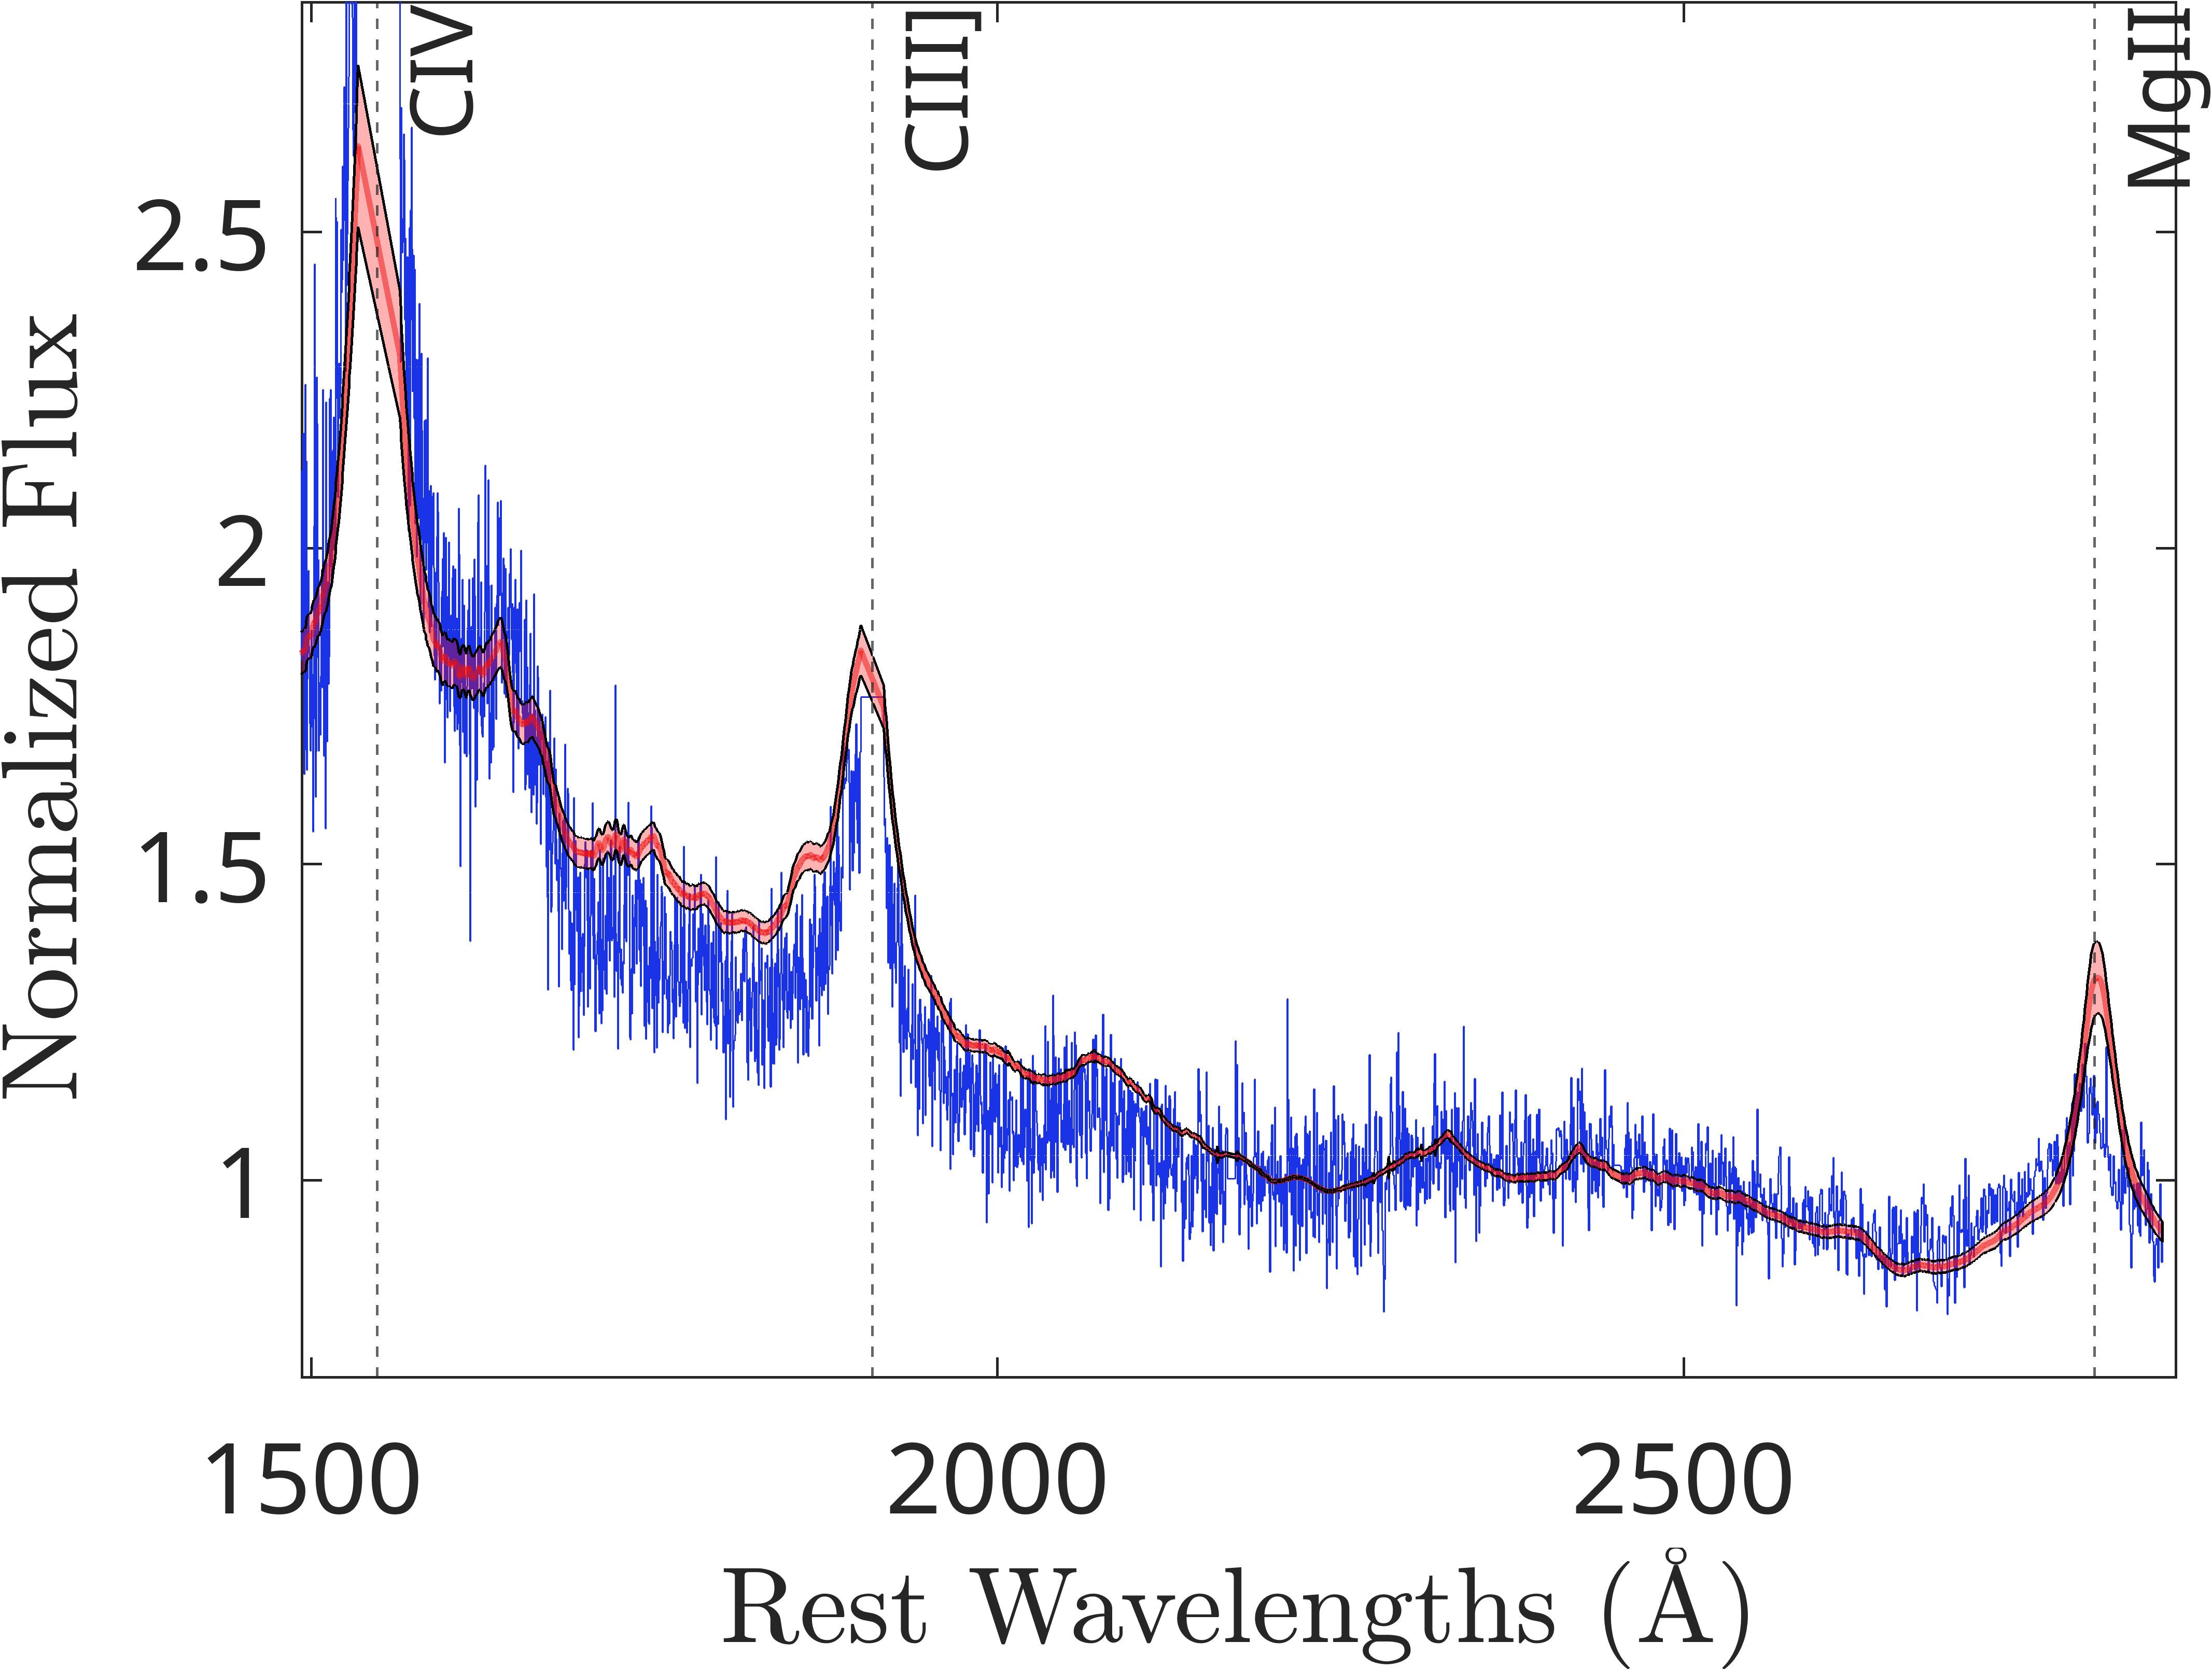 CIV
CIII]
MgII
Normalized Flux
2.5
2
1.5
1
1500
2000
2500
Rest Wavelengths (Å)